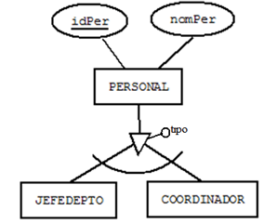 idPer
nomPer
PERSONAL
tipo
JEFEDEPTO
COORDINADOR